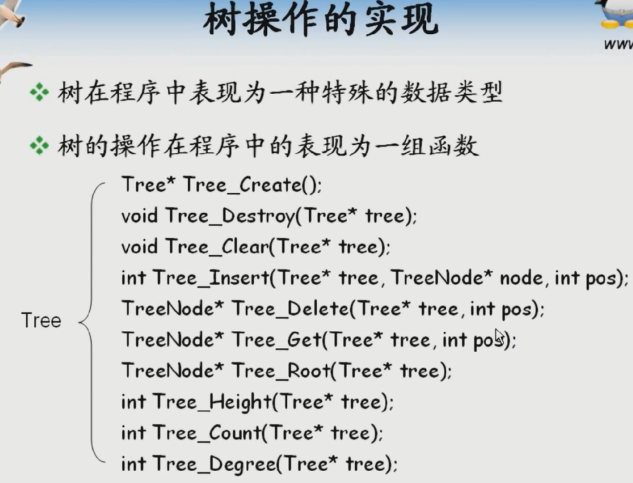 树操作的实现
www
树在程序中表现为一种特殊的数据类型
树的操作在程序中的表现为一组函数
Tree
Tree* Tree_Create();
void Tree_Destroy(Tree* tree);
void Tree_Clear(Tree* tree);
int Tree_Insert(Tree* tree, TreeNode* node, int pos);
TreeNode* Tree_Delete(Tree* tree, int pos);
TreeNode* Tree_Get(Tree* tree, int pos);
TreeNode* Tree_Root(Tree* tree);
int Tree_Height(Tree* tree);
int Tree_Count(Tree* tree);
int Tree_Degree(Tree* tree);